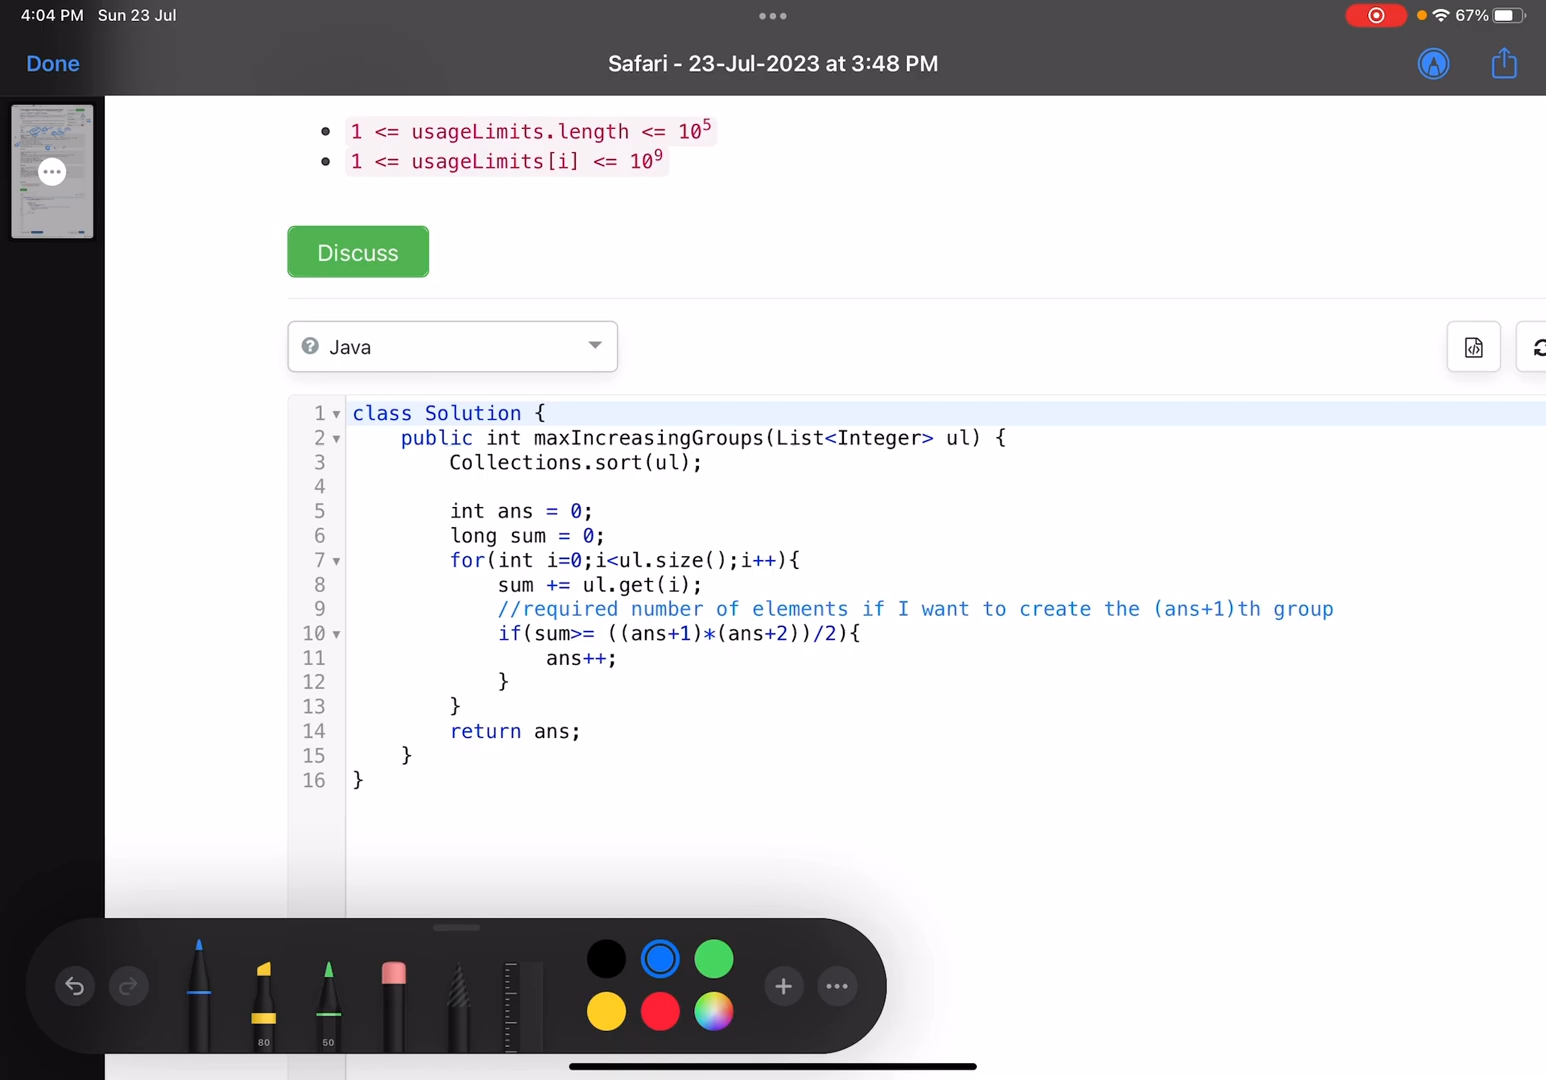 4:04 PM Sun 23 Jul
67%
Done
Safari - 23-Jul-2023 at 3:48 PM
1 <= usageLimits.length <= 10⁵
1 <= usageLimits[i] <= 10⁹
Discuss
Java
1 class Solution {
2 public int maxIncreasingGroups(List<Integer> ul) {
3 Collections.sort(ul);
4
5 int ans = 0;
6 long sum = 0;
7 for(int i=0;i<ul.size();i++){
8 sum += ul.get(i);
9 //required number of elements if I want to create the (ans+1)th group
10 if(sum>= ((ans+1)*(ans+2))/2){
11 ans++;
12 }
13 }
14 return ans;
15 }
16 }
80
50